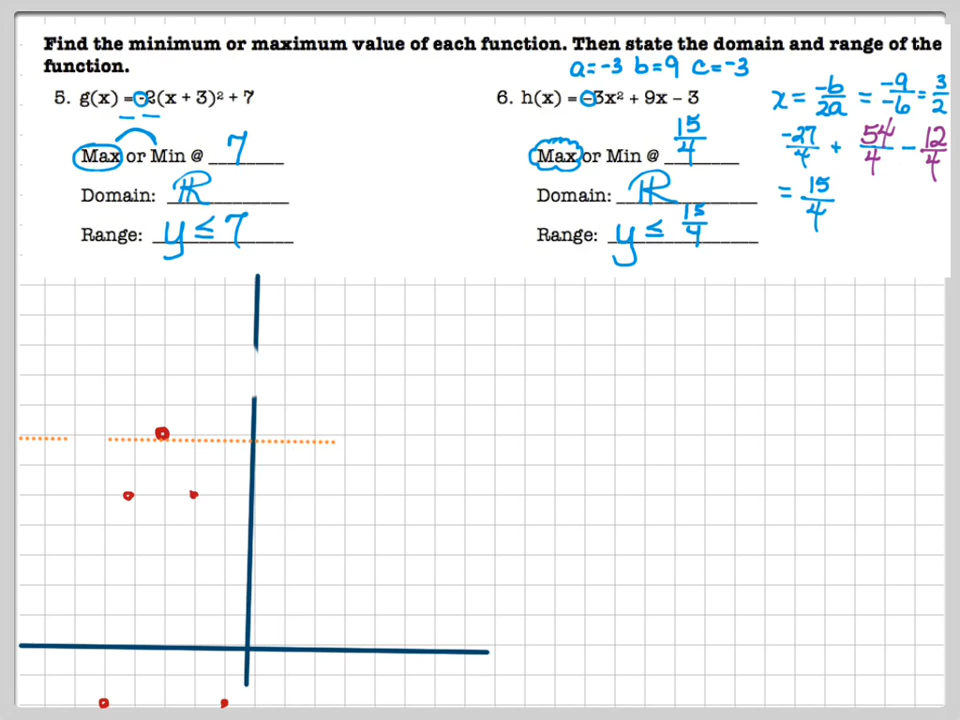 Find the minimum or maximum value of each function. Then state the domain and range of the
function.
a = -3 b = 9 c = -3
5. g(x) = -2(x + 3)² + 7
Max or Min @ 7
Domain: ℝ
Range: y ≤ 7
6. h(x) = -3x² + 9x - 3
Max or Min @ 15/4
Domain: ℝ
Range: y ≤ 15/4
x = -b/2a = -9/-6 = 3/2
-27/4 + 54/4 - 12/4
= 15/4